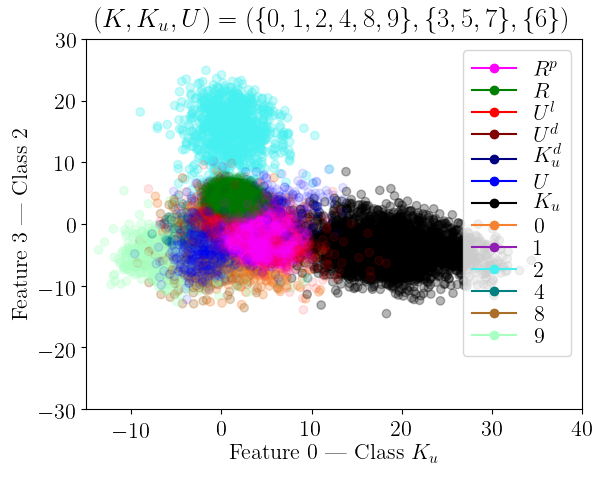 (K, K_u, U) = ({0, 1, 2, 4, 8, 9}, {3, 5, 7}, {6})
30
20
10
0
−10
−20
−30
Feature 3 — Class 2
R^p
R
U^l
U^d
K_u^d
U
K_u
0
1
2
4
8
9
−10
0
10
20
30
40
Feature 0 — Class K_u